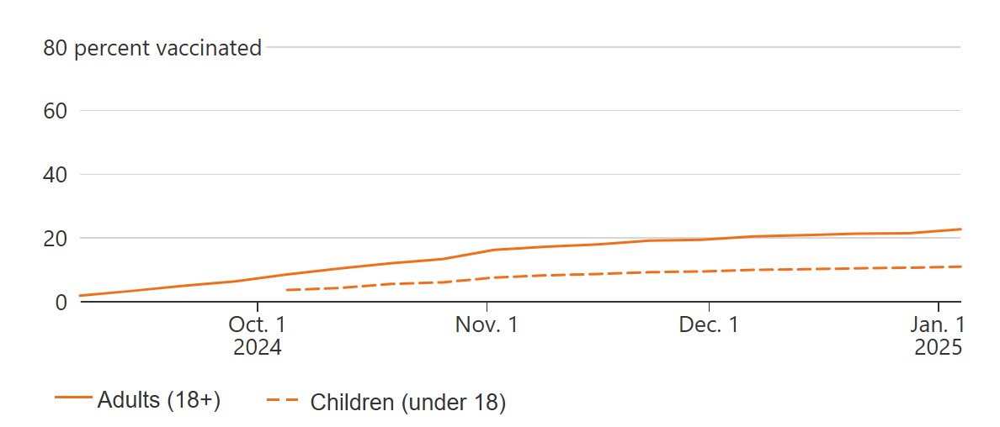 80 percent vaccinated
60
40
20
0
Oct. 1 Nov. 1 Dec. 1 Jan. 1
2024 2025
Adults (18+) Children (under 18)